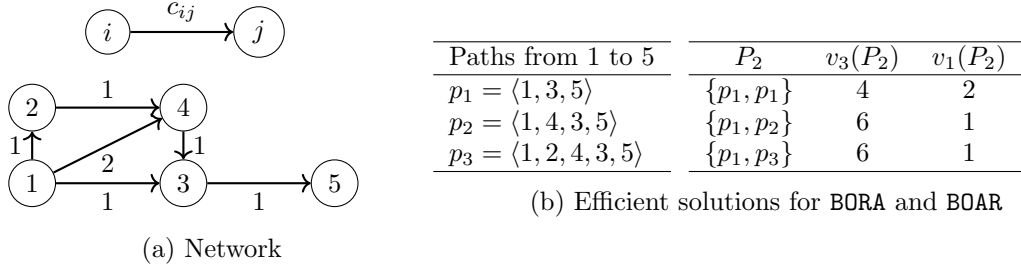 i c_{ij} j
2 1 4
1 2 1
1 1 3 1 5
(a) Network
Paths from 1 to 5
p_1 = ⟨1, 3, 5⟩
p_2 = ⟨1, 4, 3, 5⟩
p_3 = ⟨1, 2, 4, 3, 5⟩
P_2 v_3(P_2) v_1(P_2)
{p_1, p_1} 4 2
{p_1, p_2} 6 1
{p_1, p_3} 6 1
(b) Efficient solutions for BORA and BOAR